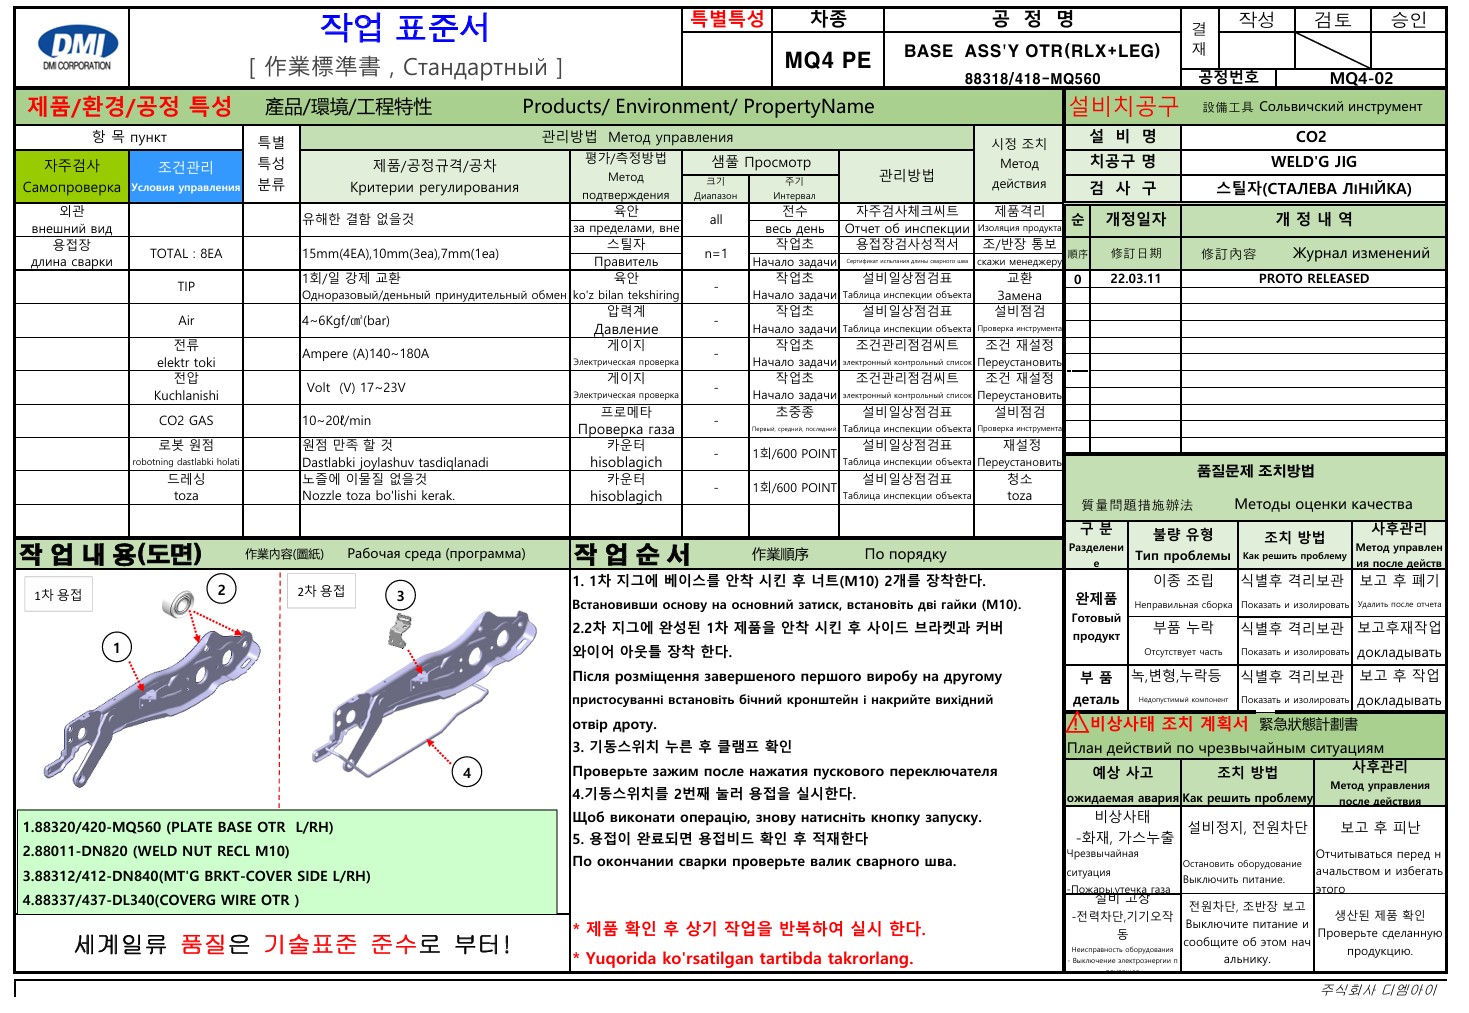 DMI
DMI CORPORATION
작업 표준서
[ 作業標準書 , Стандартный ]
특별특성
차종
MQ4 PE
공 정 명
BASE ASS'Y OTR(RLX+LEG)
88318/418-MQ560
결재
작성
검토
승인
공정번호
MQ4-02
제품/환경/공정 특성 產品/環境/工程特性 Products/ Environment/ PropertyName
항 목 пункт
자주검사
Самопроверка
조건관리
Условия управления
특별
특성
분류
관리방법 Метод управления
제품/공정규격/공차
Критерии регулирования
평가/측정방법
Метод
подтверждения
샘풀 Просмотр
크기
Диапазон
주기
Интервал
관리방법
시정 조치
Метод
действия
외관
внешний вид
유해한 결함 없을것
육안
за пределами, вне
all
전수
весь день
자주검사체크씨트
Отчет об инспекции
제품격리
Изоляция продукта
용접장
длина сварки
TOTAL : 8EA
15mm(4EA),10mm(3ea),7mm(1ea)
스틸자
Правитель
n=1
작업초
Начало задачи
용접장검사성적서
Сертификат испытания длины сварного шва
조/반장 통보
скажи менеджеру
TIP
1회/일 강제 교환
Одноразовый/деньный принудительный обмен
육안
ko'z bilan tekshiring
-
작업초
Начало задачи
설비일상점검표
Таблица инспекции объекта
교환
Замена
Air
4~6Kgf/㎠(bar)
압력계
Давление
-
작업초
Начало задачи
설비일상점검표
Таблица инспекции объекта
설비점검
Проверка инструмента
전류
elektr toki
Ampere (A)140~180A
게이지
Электрическая проверка
-
작업초
Начало задачи
조건관리점검씨트
электронный контрольный список
조건 재설정
Переустановить
전압
Kuchlanishi
Volt (V) 17~23V
게이지
Электрическая проверка
-
작업초
Начало задачи
조건관리점검씨트
электронный контрольный список
조건 재설정
Переустановить
CO2 GAS
10~20ℓ/min
프로메타
Проверка газа
-
초중종
Первый, средний, последний.
설비일상점검표
Таблица инспекции объекта
설비점검
Проверка инструмента
로봇 원점
robotning dastlabki holati
원점 만족 할 것
Dastlabki joylashuv tasdiqlanadi
카운터
hisoblagich
-
1회/600 POINT
설비일상점검표
Таблица инспекции объекта
재설정
Переустановить
드레싱
toza
노즐에 이물질 없을것
Nozzle toza bo'lishi kerak.
카운터
hisoblagich
-
1회/600 POINT
설비일상점검표
Таблица инспекции объекта
청소
toza
설비치공구 設備工具 Сольвичский инструмент
설 비 명
CO2
치공구 명
WELD'G JIG
검 사 구
스틸자(СТАЛЕВА ЛІНІЙКА)
순 개정일자 개 정 내 역
順序 修訂日期 修訂內容 Журнал изменений
0 22.03.11 PROTO RELEASED
품질문제 조치방법
質量問題措施辦法 Методы оценки качества
구 분
Разделени
е
불량 유형
Тип проблемы
조치 방법
Как решить проблему
사후관리
Метод управлен
ия после действ
완제품
Готовый
продукт
이종 조립
Неправильная сборка
식별후 격리보관
Показать и изолировать
보고 후 폐기
Удалить после отчета
부품 누락
Отсутствует часть
식별후 격리보관
Показать и изолировать
보고후재작업
докладывать
부 품
деталь
녹,변형,누락등
Недопустимый компонент
식별후 격리보관
Показать и изолировать
보고 후 작업
докладывать
비상사태 조치 계획서 緊急狀態計劃書
План действий по чрезвычайным ситуациям
예상 사고
ожидаемая авария
조치 방법
Как решить проблему
사후관리
Метод управления
после действия
비상사태
-화재, 가스누출
Чрезвычайная
ситуация
-Пожары,утечка газа
설비정지, 전원차단
Остановить оборудование
Выключить питание.
보고 후 피난
Отчитываться перед н
ачальством и избегать
этого
설비 고장
-전력차단,기기오작
동
Неисправность оборудования
- Выключение электроэнергии п
전원차단, 조반장 보고
Выключите питание и
сообщите об этом нач
альнику.
생산된 제품 확인
Проверьте сделанную
продукцию.
작 업 내 용(도면) 作業內容(圖紙) Рабочая среда (программа)
1차 용접
2차 용접
1
2
3
4
1.88320/420-MQ560 (PLATE BASE OTR L/RH)
2.88011-DN820 (WELD NUT RECL M10)
3.88312/412-DN840(MT'G BRKT-COVER SIDE L/RH)
4.88337/437-DL340(COVERG WIRE OTR )
세계일류 품질은 기술표준 준수로 부터!
작 업 순 서 作業順序 По порядку
1. 1차 지그에 베이스를 안착 시킨 후 너트(M10) 2개를 장착한다.
Встановивши основу на основний затиск, встановіть дві гайки (M10).
2.2차 지그에 완성된 1차 제품을 안착 시킨 후 사이드 브라켓과 커버
와이어 아웃틀 장착 한다.
Після розміщення завершеного першого виробу на другому
пристосуванні встановіть бічний кронштейн і накрийте вихідний
отвір дроту.
3. 기동스위치 누른 후 클램프 확인
Проверьте зажим после нажатия пускового переключателя
4.기동스위치를 2번째 눌러 용접을 실시한다.
Щоб виконати операцію, знову натисніть кнопку запуску.
5. 용접이 완료되면 용접비드 확인 후 적재한다
По окончании сварки проверьте валик сварного шва.
* 제품 확인 후 상기 작업을 반복하여 실시 한다.
* Yuqorida ko'rsatilgan tartibda takrorlang.
주식회사 디엠아이